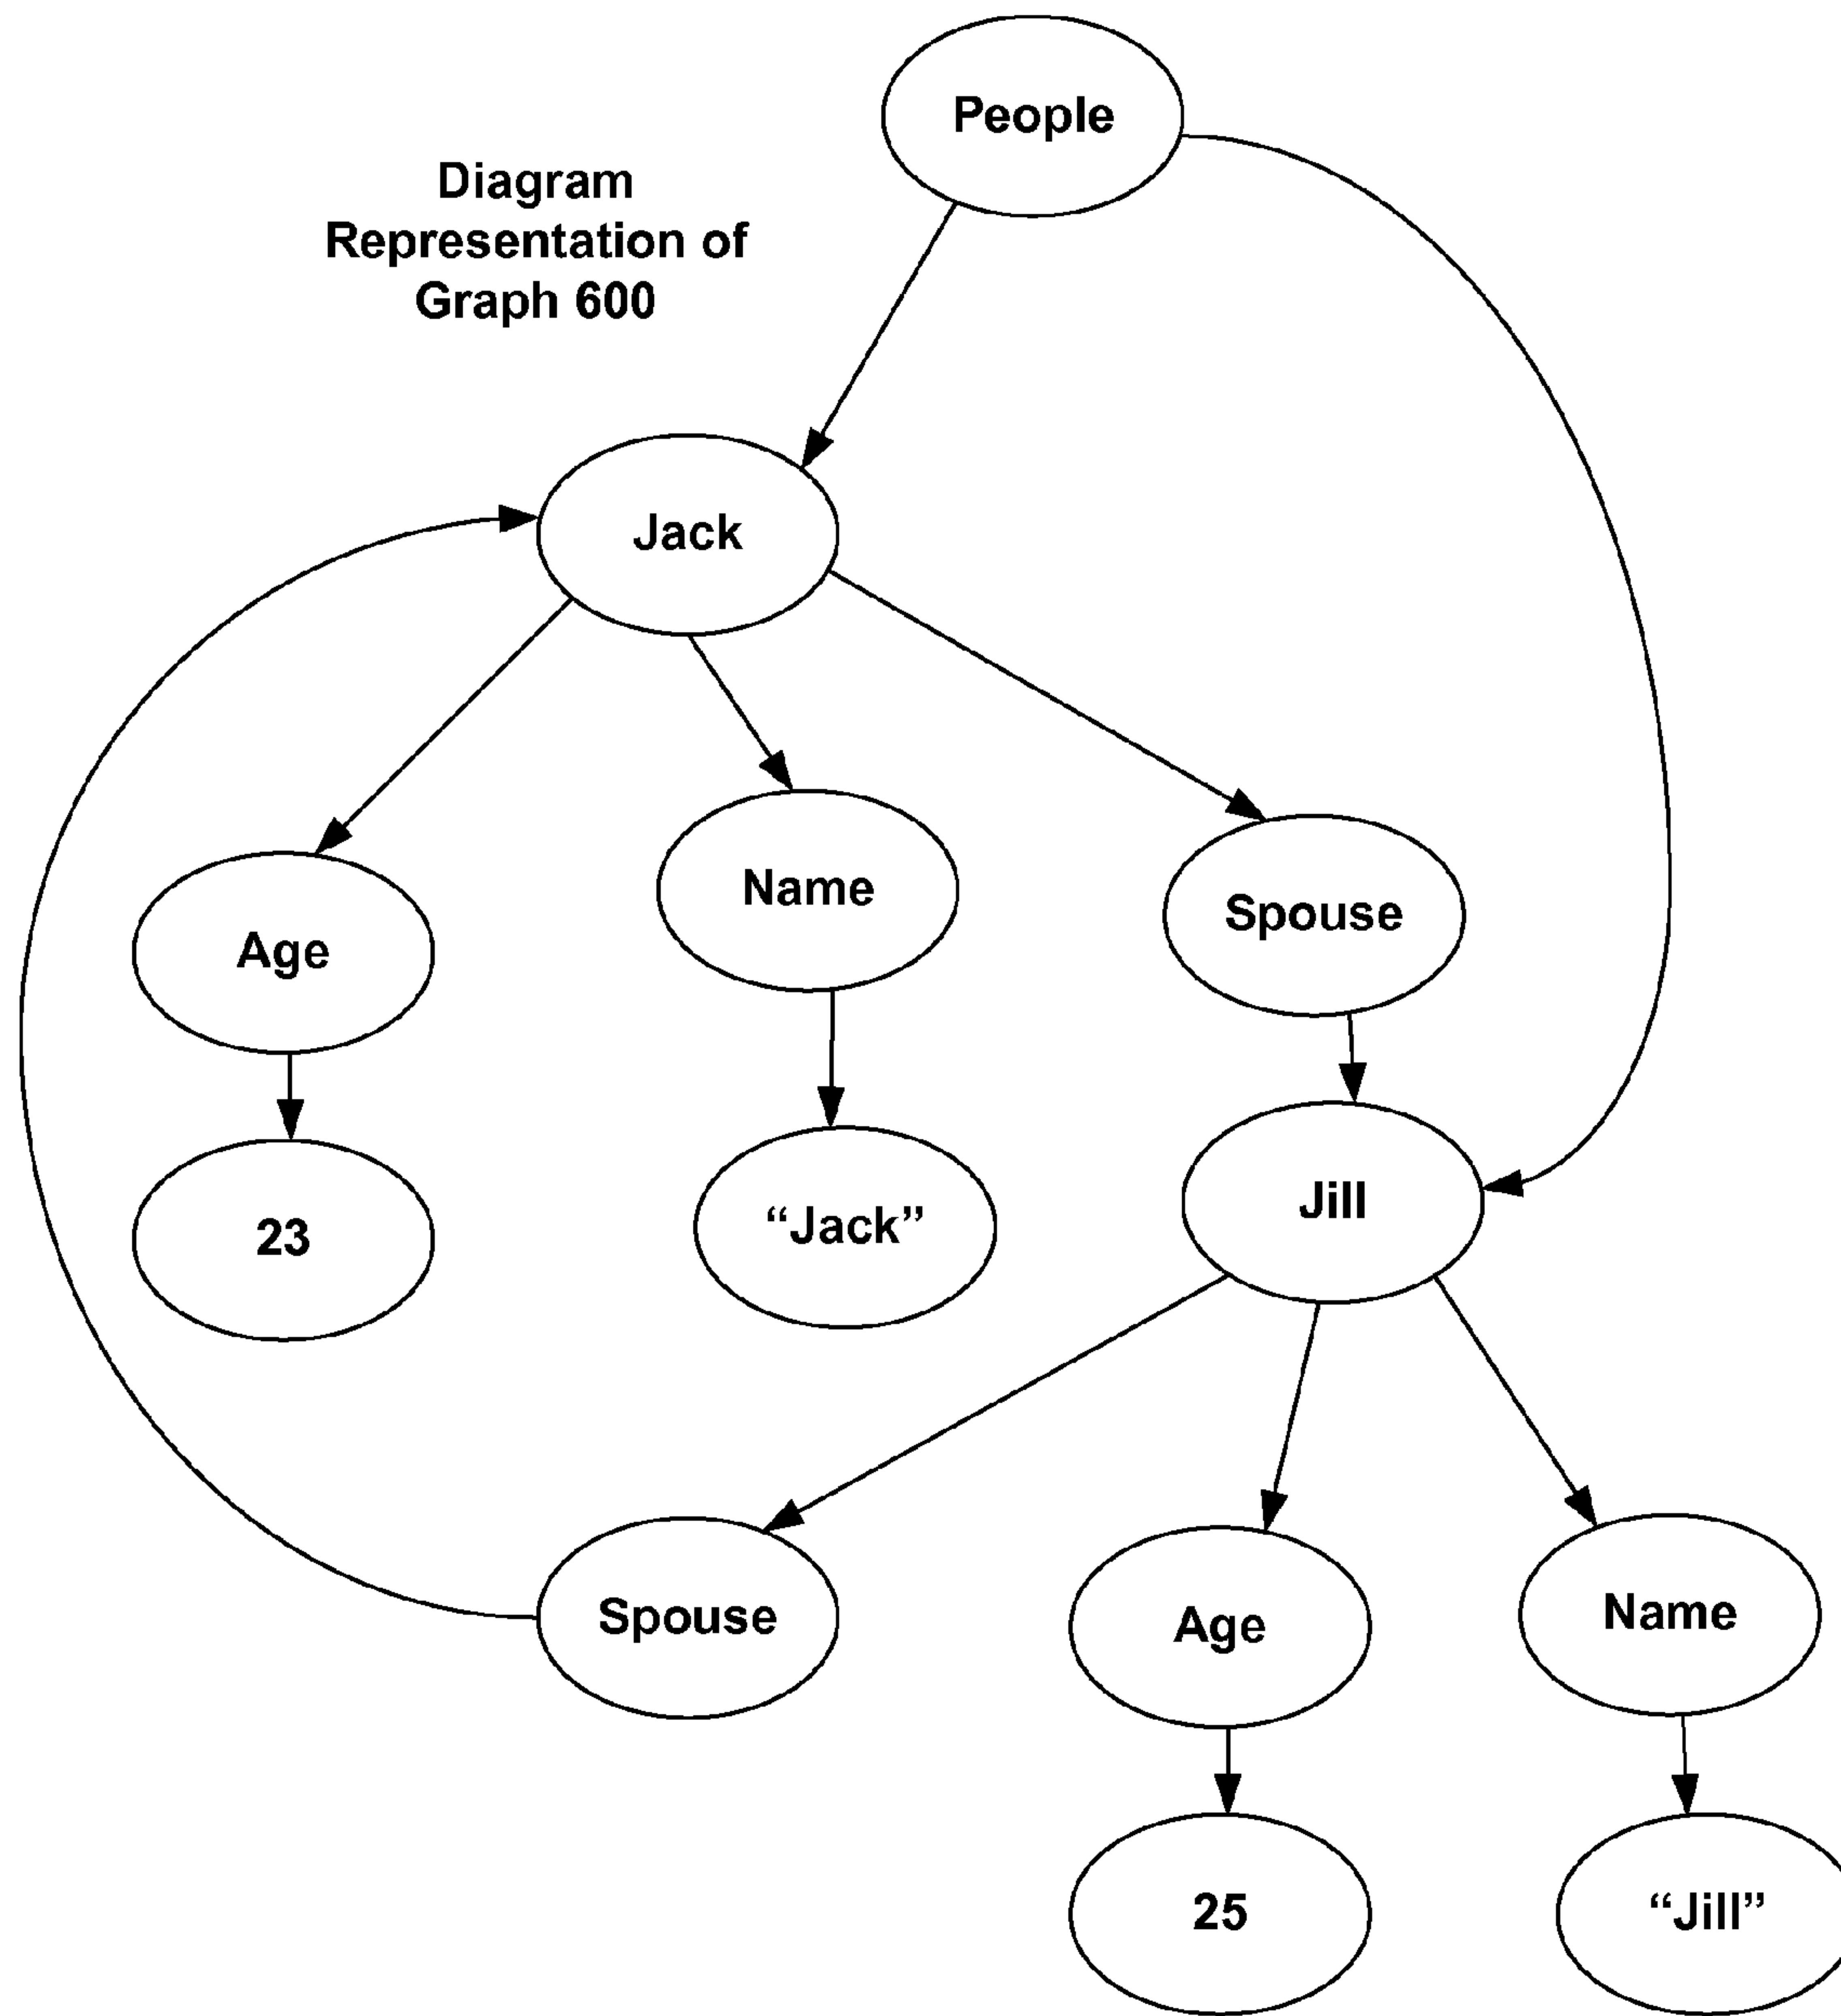 People
Diagram
Representation of
Graph 600
Jack
Name
Spouse
Age
Jill
“Jack”
23
Spouse
Age
Name
25
“Jill”